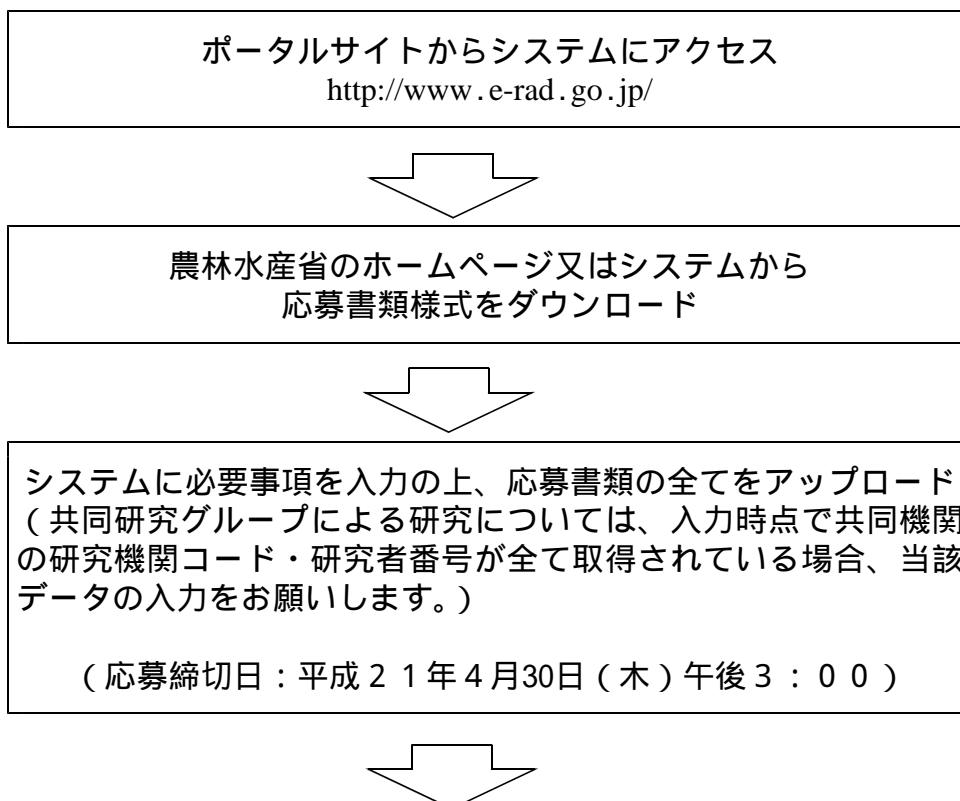 ポータルサイトからシステムにアクセス
http://www.e-rad.go.jp/
農林水産省のホームページ又はシステムから
応募書類様式をダウンロード
システムに必要事項を入力の上、応募書類の全てをアップロード
(共同研究グループによる研究については、入力時点で共同機関
の研究機関コード・研究者番号が全て取得されている場合、当該
データの入力をお願いします。)
(応募締切日:平成21年4月30日(木)午後3:00)